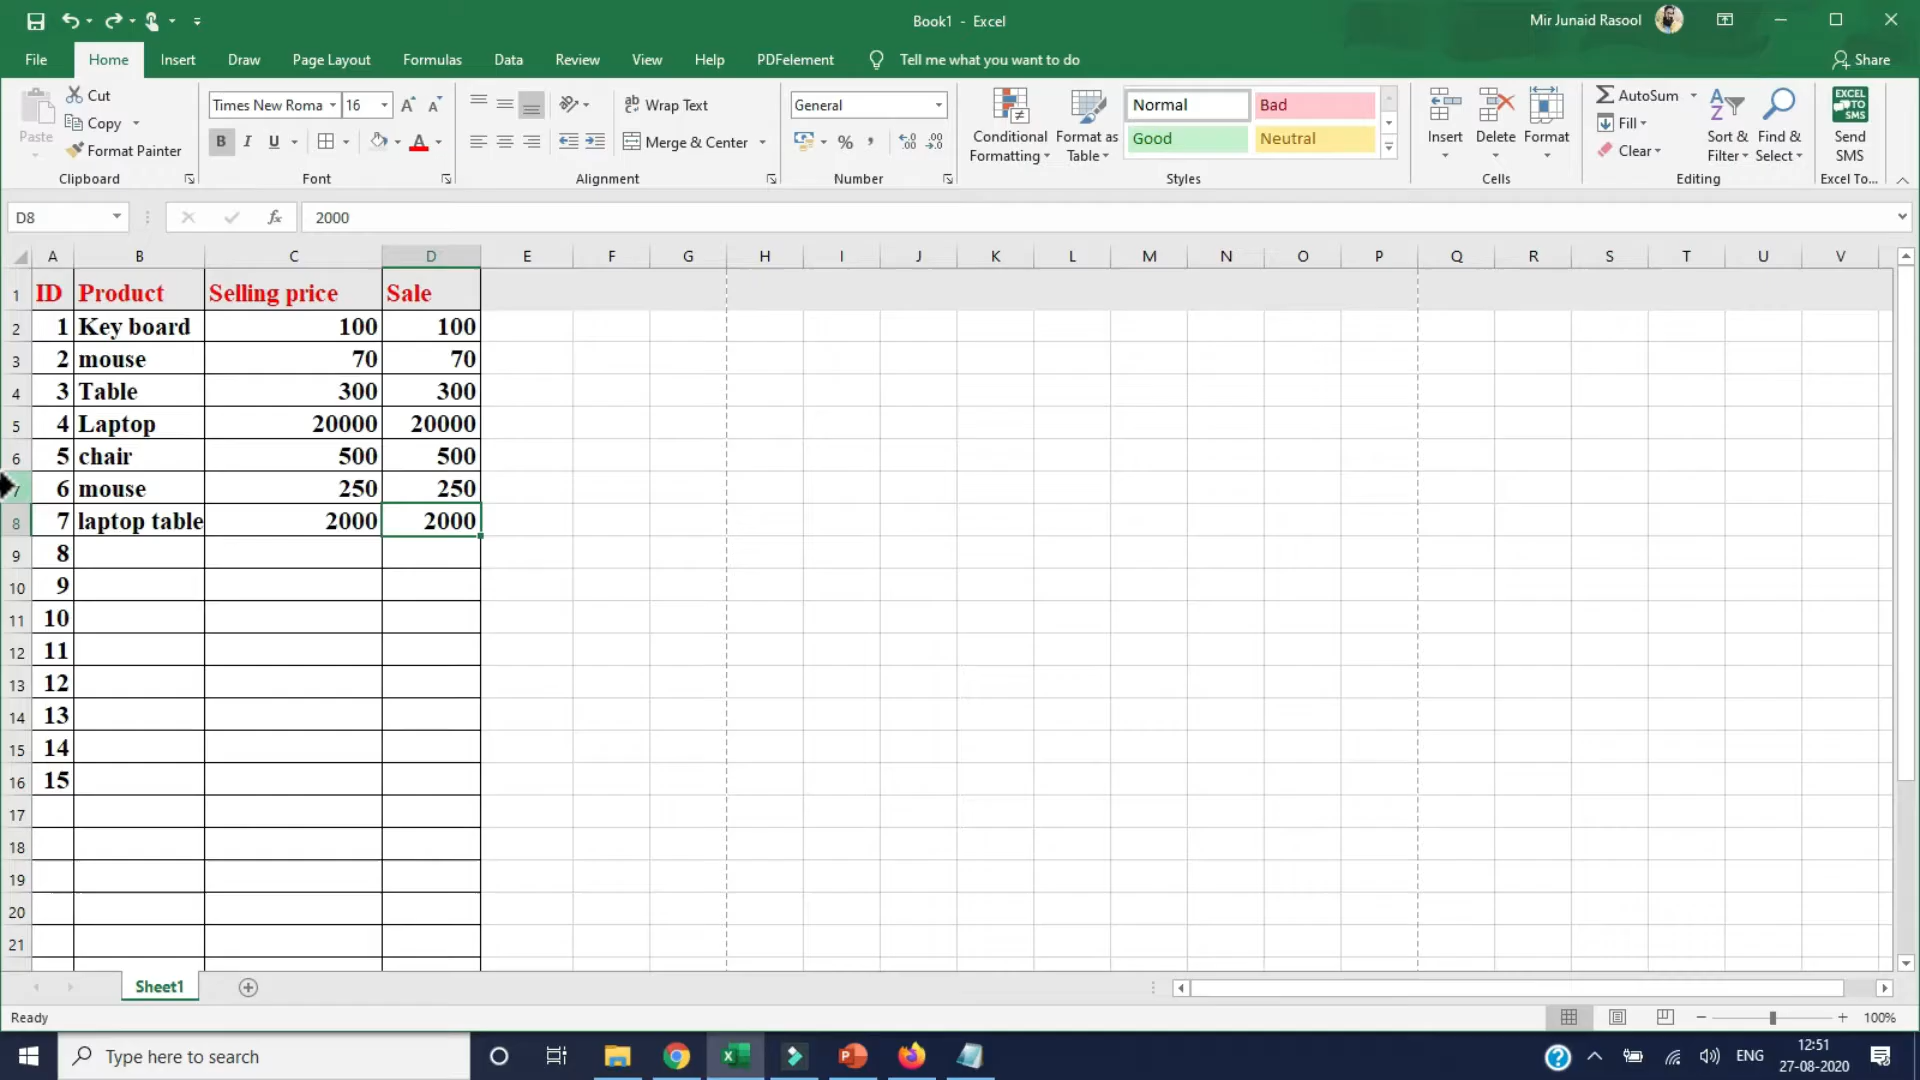 Book1 - Excel
Mir Junaid Rasool
File Home Insert Draw Page Layout Formulas Data Review View Help PDFelement Tell me what you want to do Share
Paste
Cut
Copy
Format Painter
Clipboard
Times New Roma 16
B I U
Font
Wrap Text
Merge & Center
Alignment
General
%
Number
Conditional Formatting
Format as Table
Normal Bad
Good Neutral
Styles
Insert Delete Format
Cells
AutoSum
Fill
Clear
Sort & Filter
Find & Select
Editing
EXCEL TO SMS
Send SMS
Excel To...
D8 fx 2000
A B C D E F G H I J K L M N O P Q R S T U V
1 ID Product Selling price Sale
2 1 Key board 100 100
3 2 mouse 70 70
4 3 Table 300 300
5 4 Laptop 20000 20000
6 5 chair 500 500
7 6 mouse 250 250
8 7 laptop table 2000 2000
9 8
10 9
11 10
12 11
13 12
14 13
15 14
16 15
17
18
19
20
21
Sheet1
Ready 100%
Type here to search
ENG
12:51
27-08-2020